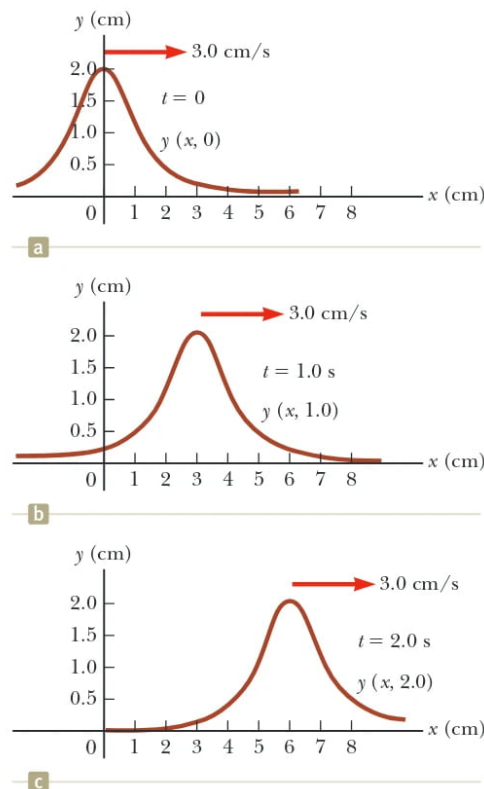 y (cm)
3.0 cm/s
2.0
t = 0
1.5
1.0
y (x, 0)
0.5
x (cm)
0 1 2 3 4 5 6 7 8
a
y (cm)
3.0 cm/s
2.0
1.5
t = 1.0 s
1.0
y (x, 1.0)
0.5
x (cm)
0 1 2 3 4 5 6 7 8
b
y (cm)
3.0 cm/s
2.0
1.5
t = 2.0 s
1.0
y (x, 2.0)
0.5
x (cm)
0 1 2 3 4 5 6 7 8
c